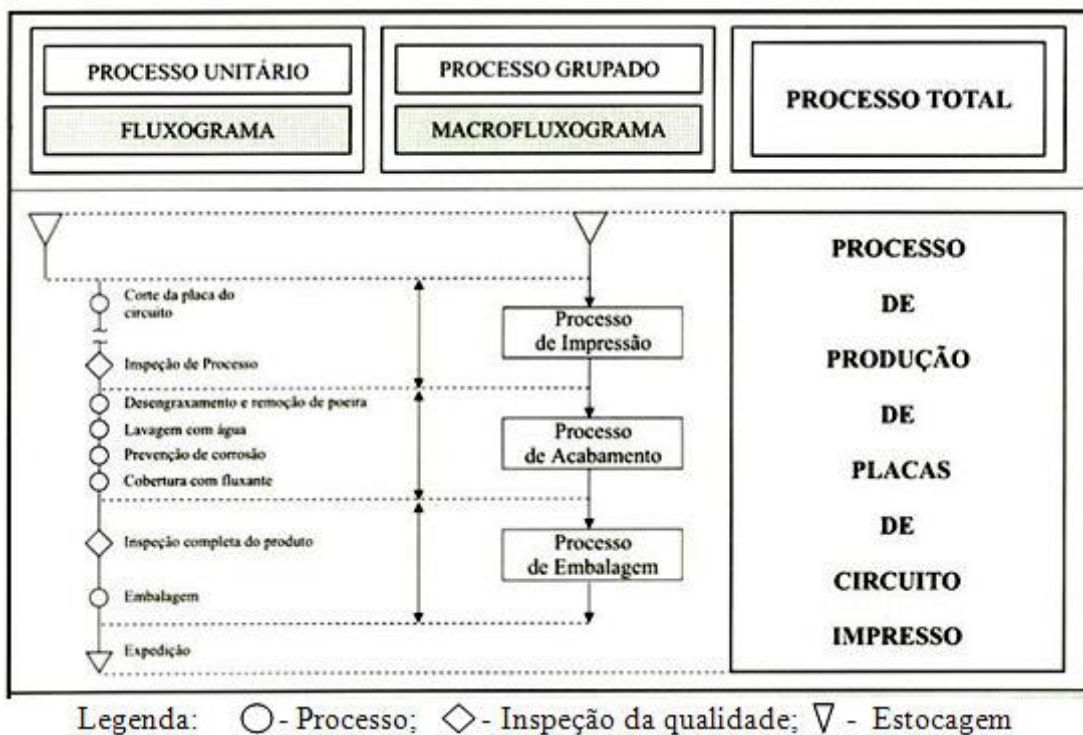 PROCESSO UNITÁRIO
FLUXOGRAMA
PROCESSO GRUPADO
MACROFLUXOGRAMA
PROCESSO TOTAL
Corte da placa do
circuito
Inspeção de Processo
Desengraxamento e remoção de poeira
Lavagem com água
Prevenção de corrosão
Cobertura com fluxante
Inspeção completa do produto
Embalagem
Expedição
Processo
de Impressão
Processo
de Acabamento
Processo
de Embalagem
PROCESSO
DE
PRODUÇÃO
DE
PLACAS
DE
CIRCUITO
IMPRESSO
Legenda: - Processo; - Inspeção da qualidade; - Estocagem